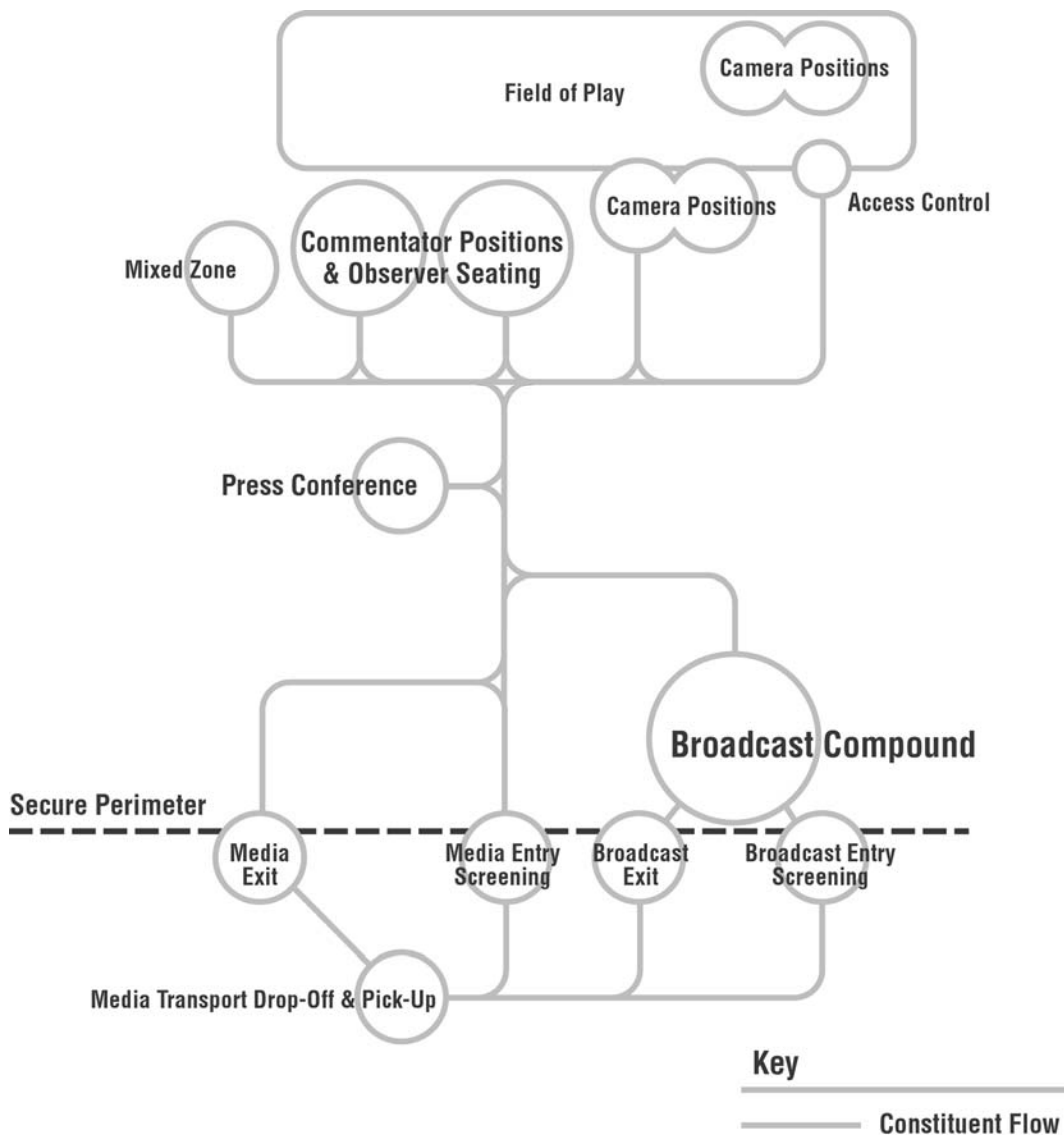 Camera Positions
Field of Play
Camera Positions
Access Control
Commentator Positions
& Observer Seating
Mixed Zone
Press Conference
Broadcast Compound
Secure Perimeter
Media
Exit
Media Entry
Screening
Broadcast
Exit
Broadcast Entry
Screening
Media Transport Drop-Off & Pick-Up
Key
Constituent Flow